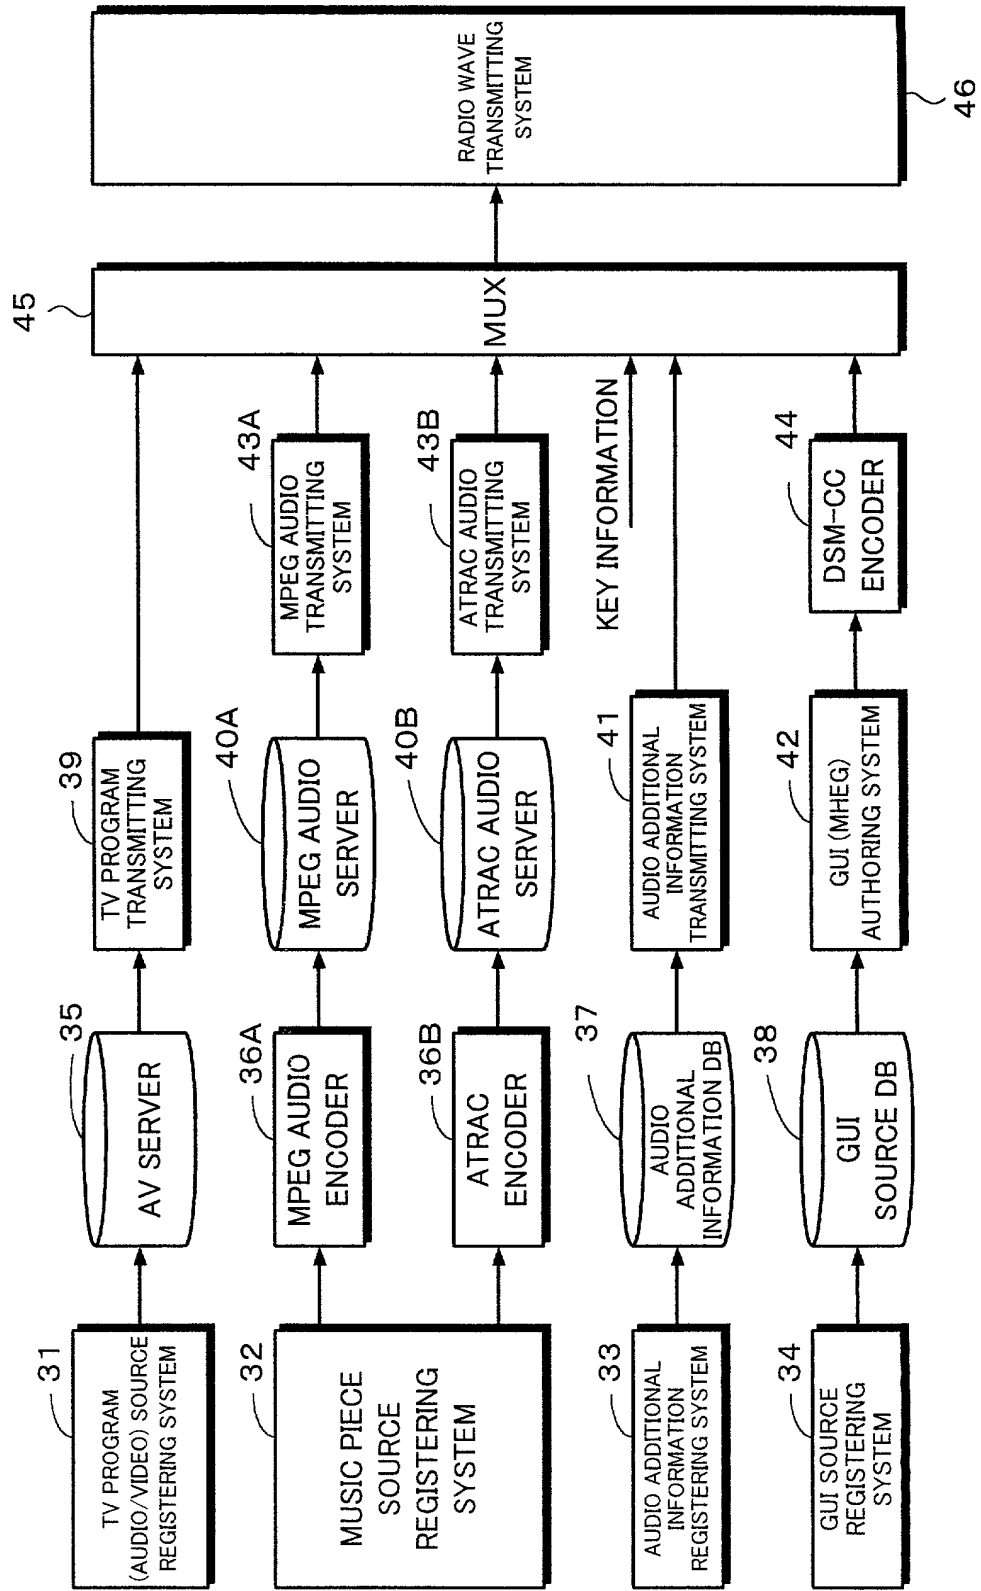 31
TV PROGRAM
(AUDIO/VIDEO) SOURCE
REGISTERING SYSTEM
35
AV SERVER
39
TV PROGRAM
TRANSMITTING
SYSTEM
32
MUSIC PIECE
SOURCE
REGISTERING
SYSTEM
36A
MPEG AUDIO
ENCODER
40A
MPEG AUDIO
SERVER
43A
MPEG AUDIO
TRANSMITTING
SYSTEM
36B
ATRAC
ENCODER
40B
ATRAC AUDIO
SERVER
43B
ATRAC AUDIO
TRANSMITTING
SYSTEM
KEY INFORMATION
33
AUDIO ADDITIONAL
INFORMATION
REGISTERING SYSTEM
37
AUDIO
ADDITIONAL
INFORMATION DB
41
AUDIO ADDITIONAL
INFORMATION
TRANSMITTING SYSTEM
34
GUI SOURCE
REGISTERING
SYSTEM
38
GUI
SOURCE DB
42
GUI (MHEG)
AUTHORING SYSTEM
44
DSM-CC
ENCODER
45
MUX
RADIO WAVE
TRANSMITTING
SYSTEM
46